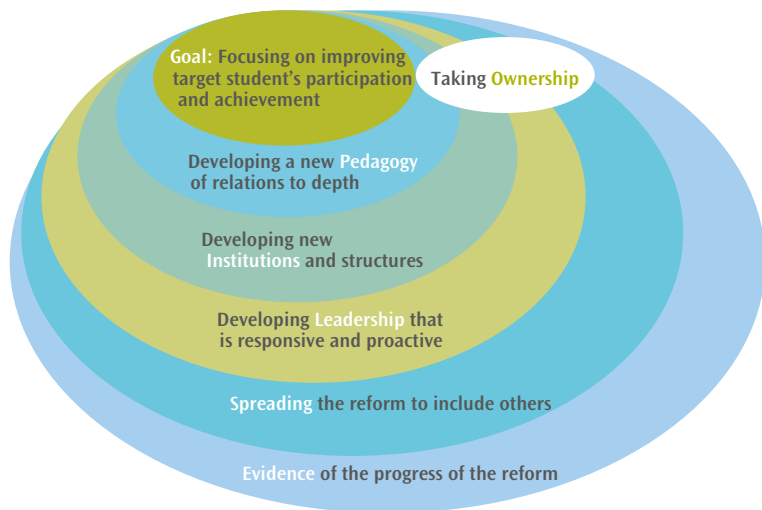 Goal: Focusing on improving
target student's participation
and achievement
Taking Ownership
Developing a new Pedagogy
of relations to depth
Developing new
Institutions and structures
Developing Leadership that
is responsive and proactive
Spreading the reform to include others
Evidence of the progress of the reform